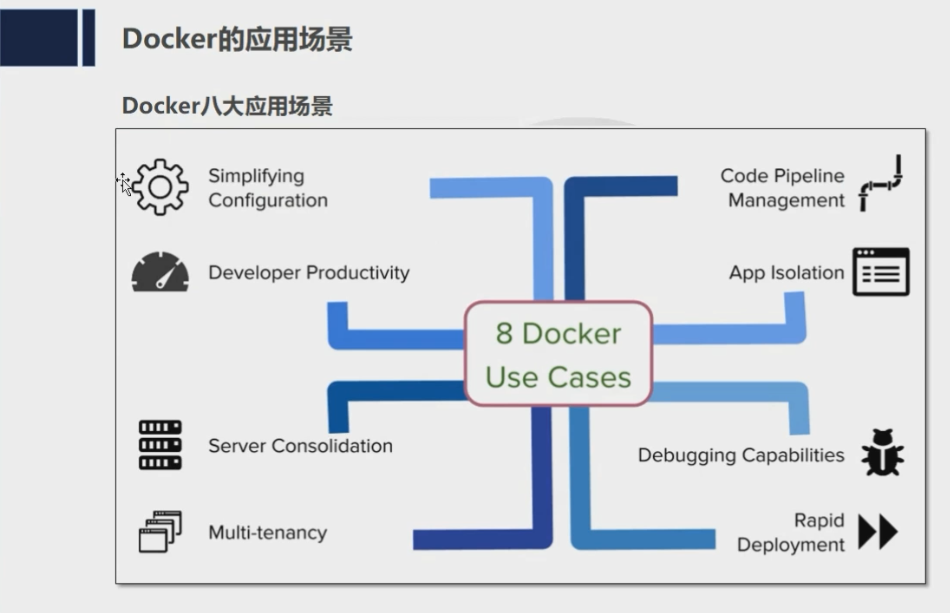 Docker的应用场景
Docker八大应用场景
Simplifying
Configuration
Developer Productivity
Server Consolidation
Multi-tenancy
8 Docker
Use Cases
Code Pipeline
Management
App Isolation
Debugging Capabilities
Rapid
Deployment